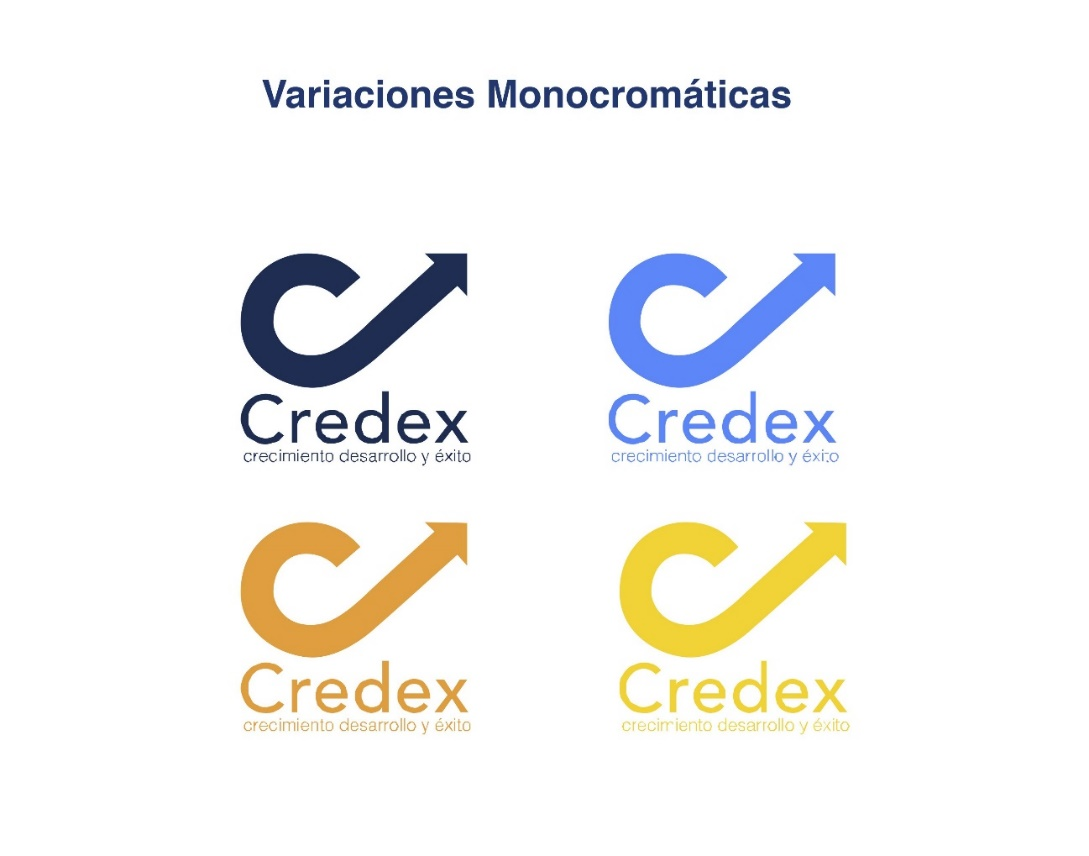 Variaciones Monocromáticas
Credex
crecimiento desarrollo y éxito
Credex
crecimiento desarrollo y éxito
Credex
crecimiento desarrollo y éxito
Credex
crecimiento desarrollo y éxito